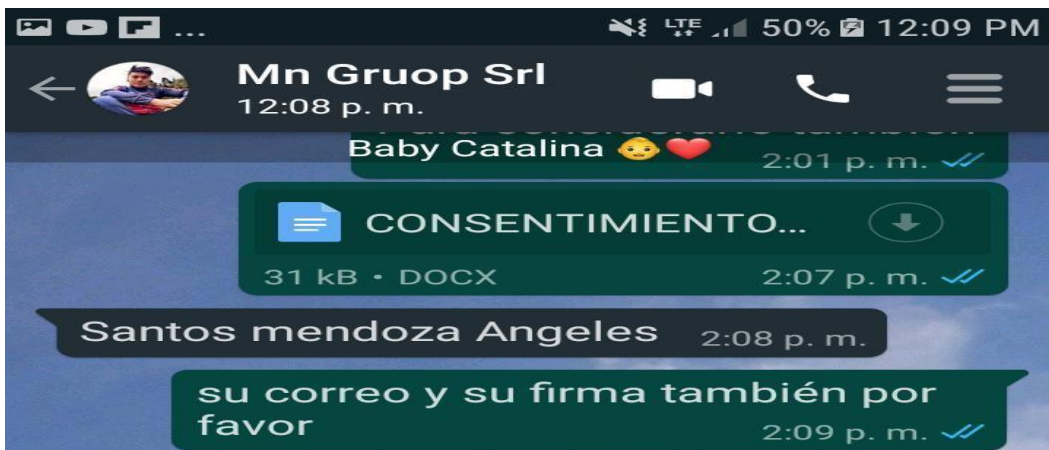 ... LTE 50% 12:09 PM
Mn Gruop Srl
12:08 p. m.
Baby Catalina 👶❤️ 2:01 p. m.
CONSENTIMIENTO...
31 kB • DOCX 2:07 p. m.
Santos mendoza Angeles 2:08 p. m.
su correo y su firma también por
favor 2:09 p. m.